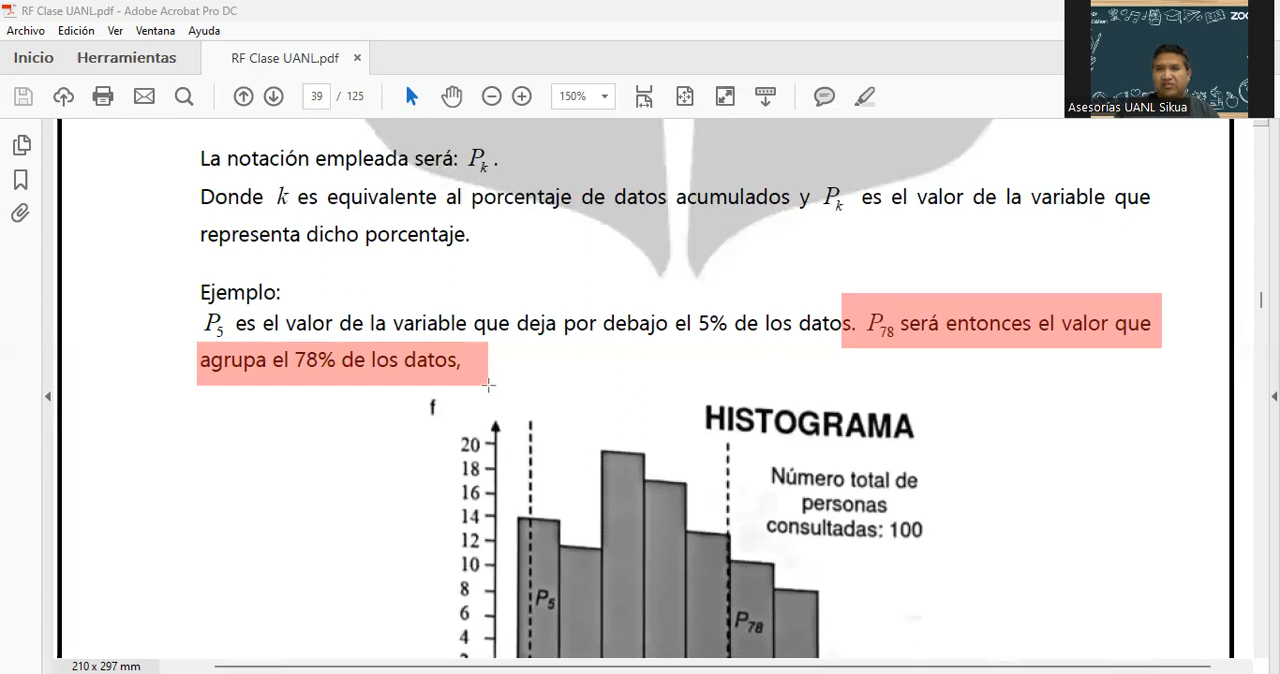 RF Clase UANL.pdf - Adobe Acrobat Pro DC
Archivo Edición Ver Ventana Ayuda
Inicio Herramientas RF Clase UANL.pdf ×
39 / 125 150%
zoo
Asesorías UANL Sikua
La notación empleada será: Pk .
Donde k es equivalente al porcentaje de datos acumulados y Pk es el valor de la variable que
representa dicho porcentaje.
Ejemplo:
P5 es el valor de la variable que deja por debajo el 5% de los datos. P78 será entonces el valor que
agrupa el 78% de los datos,
f
HISTOGRAMA
Número total de
personas
consultadas: 100
20
18
16
14
12
10
8
6
4
P5
P78
210 x 297 mm